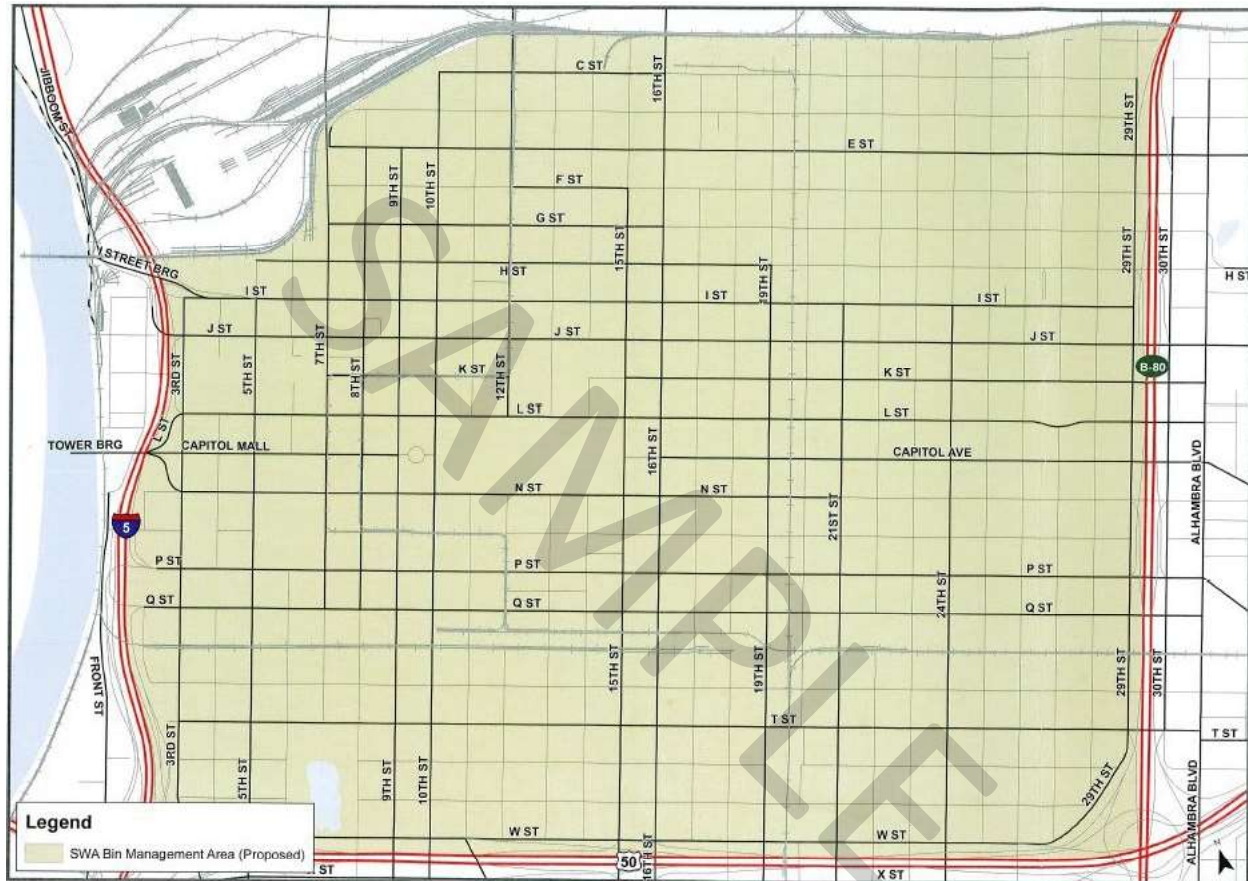 C ST
16TH ST
JIBBOOM ST
29TH ST
E ST
9TH ST
10TH ST
F ST
G ST
15TH ST
29TH ST
30TH ST
I STREET BRG
H ST
19TH ST
H ST
I ST
I ST
I ST
J ST
J ST
J ST
7TH ST
3RD ST
5TH ST
8TH ST
K ST
12TH ST
K ST
B-80
L ST
L ST
L ST
TOWER BRG
CAPITOL MALL
16TH ST
CAPITOL AVE
ALHAMBRA BLVD
N ST
N ST
21ST ST
5
P ST
P ST
P ST
Q ST
Q ST
Q ST
24TH ST
FRONT ST
15TH ST
19TH ST
29TH ST
30TH ST
T ST
T ST
3RD ST
5TH ST
9TH ST
10TH ST
29TH ST
ALHAMBRA BLVD
W ST
W ST
50
16TH ST
X ST
Legend
SWA Bin Management Area (Proposed)
N
SAMPLE